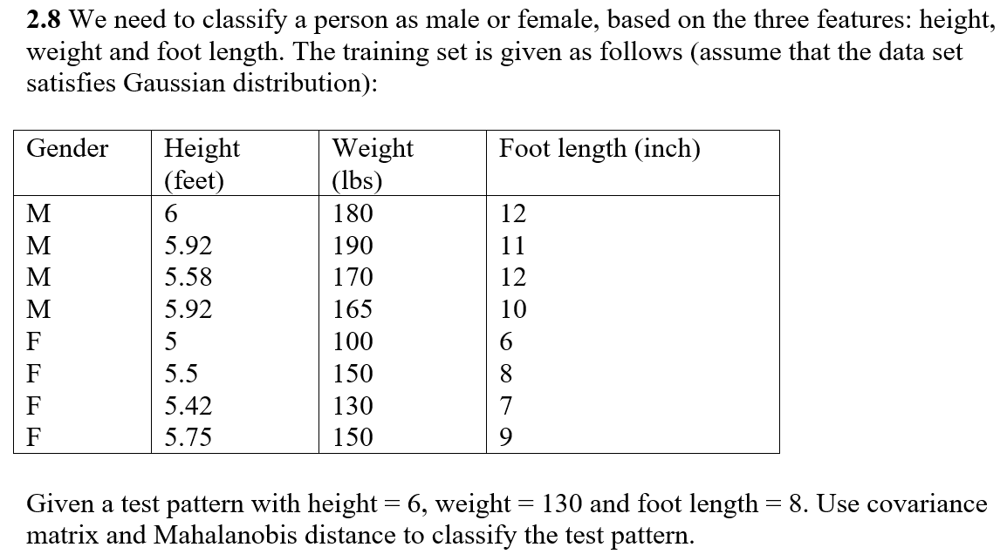 2.8 We need to classify a person as male or female, based on the three features: height,
weight and foot length. The training set is given as follows (assume that the data set
satisfies Gaussian distribution):
Gender Height Weight Foot length (inch)
(feet) (lbs)
M 6 180 12
M 5.92 190 11
M 5.58 170 12
M 5.92 165 10
F 5 100 6
F 5.5 150 8
F 5.42 130 7
F 5.75 150 9
Given a test pattern with height = 6, weight = 130 and foot length = 8. Use covariance
matrix and Mahalanobis distance to classify the test pattern.